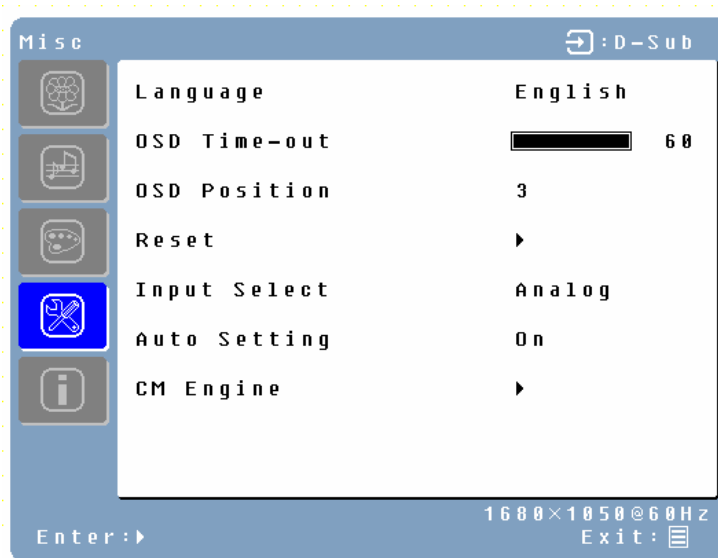 Misc :D-Sub
Language English
OSD Time-out 60
OSD Position 3
Reset
Input Select Analog
Auto Setting On
CM Engine
1680×1050@60Hz
Enter: Exit: